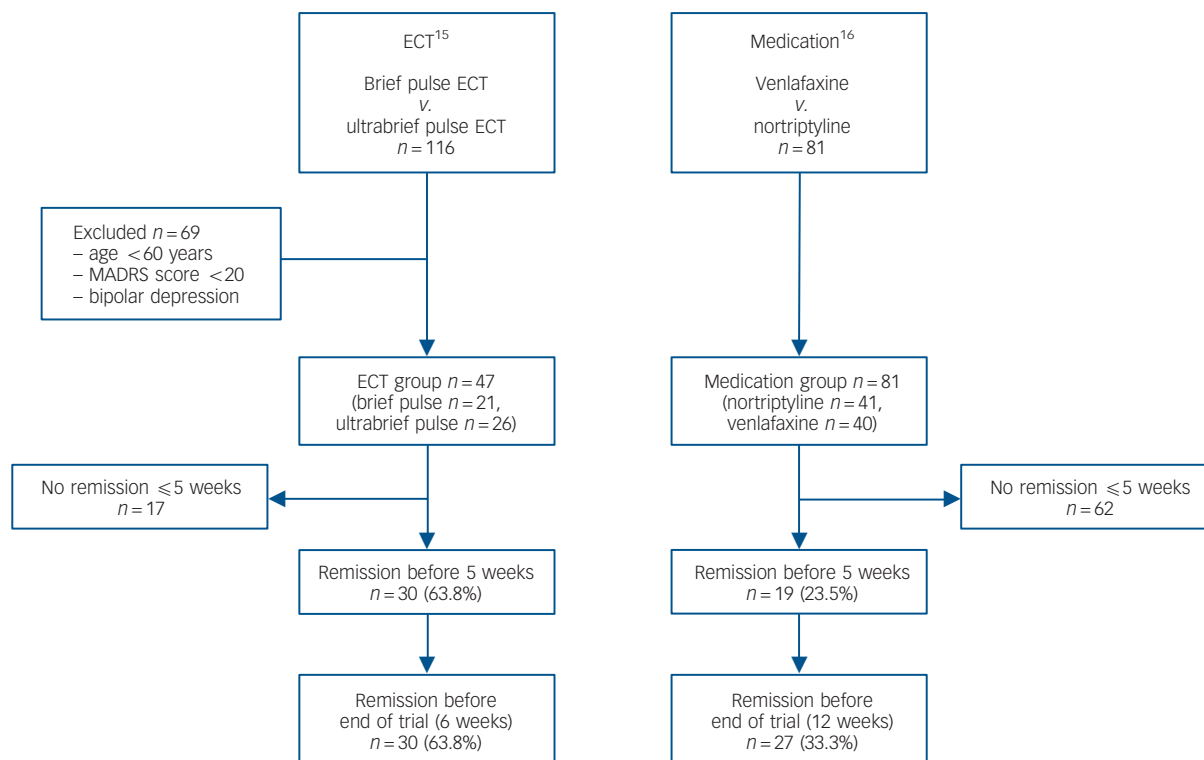 ECT15
Brief pulse ECT
v.
ultrabrief pulse ECT
n=116
Medication16
Venlafaxine
v.
nortriptyline
n=81
Excluded n=69
– age <60 years
– MADRS score <20
– bipolar depression
ECT group n=47
(brief pulse n=21,
ultrabrief pulse n=26)
Medication group n=81
(nortriptyline n=41,
venlafaxine n=40)
No remission ⩽5 weeks
n=17
No remission ⩽5 weeks
n=62
Remission before 5 weeks
n=30 (63.8%)
Remission before 5 weeks
n=19 (23.5%)
Remission before
end of trial (6 weeks)
n=30 (63.8%)
Remission before
end of trial (12 weeks)
n=27 (33.3%)